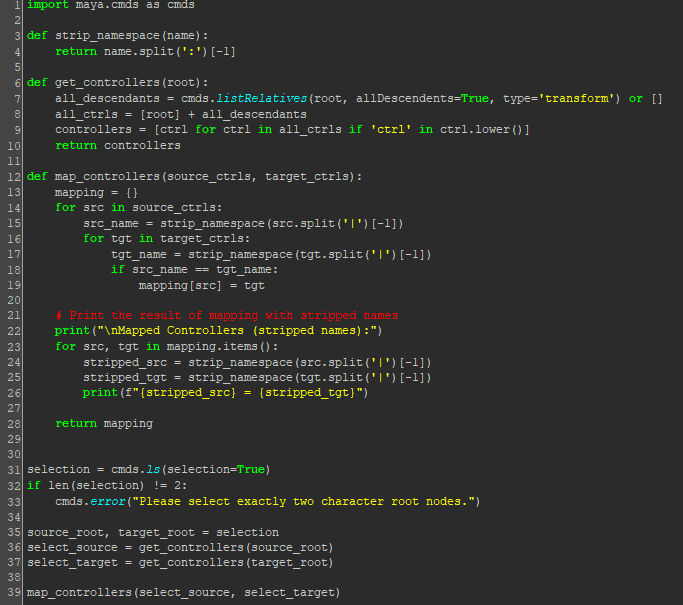 1 import maya.cmds as cmds
2
3 def strip_namespace(name):
4     return name.split(':')[-1]
5
6 def get_controllers(root):
7     all_descendants = cmds.listRelatives(root, allDescendents=True, type='transform') or []
8     all_ctrls = [root] + all_descendants
9     controllers = [ctrl for ctrl in all_ctrls if 'ctrl' in ctrl.lower()]
10     return controllers
11
12 def map_controllers(source_ctrls, target_ctrls):
13     mapping = {}
14     for src in source_ctrls:
15         src_name = strip_namespace(src.split('|')[-1])
16         for tgt in target_ctrls:
17             tgt_name = strip_namespace(tgt.split('|')[-1])
18             if src_name == tgt_name:
19                 mapping[src] = tgt
20
21     # Print the result of mapping with stripped names
22     print("\nMapped Controllers (stripped names):")
23     for src, tgt in mapping.items():
24         stripped_src = strip_namespace(src.split('|')[-1])
25         stripped_tgt = strip_namespace(tgt.split('|')[-1])
26         print(f"{stripped_src} = {stripped_tgt}")
27
28     return mapping
29
30
31 selection = cmds.ls(selection=True)
32 if len(selection) != 2:
33     cmds.error("Please select exactly two character root nodes.")
34
35 source_root, target_root = selection
36 select_source = get_controllers(source_root)
37 select_target = get_controllers(target_root)
38
39 map_controllers(select_source, select_target)